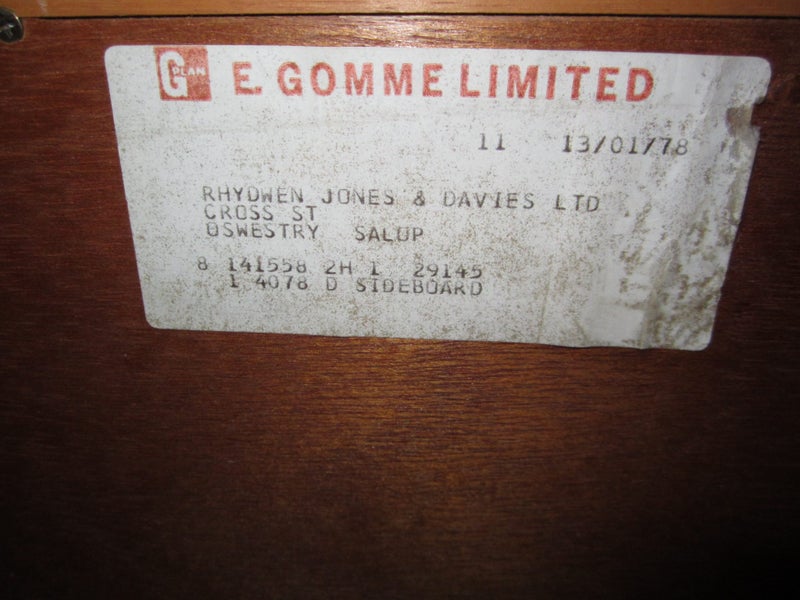 G PLAN E. GOMME LIMITED
11 13/01/78
RHYDWEN JONES & DAVIES LTD
CROSS ST
OSWESTRY SALUP
8 141558 2H 1 29145
1 4078 D SIDEBOARD